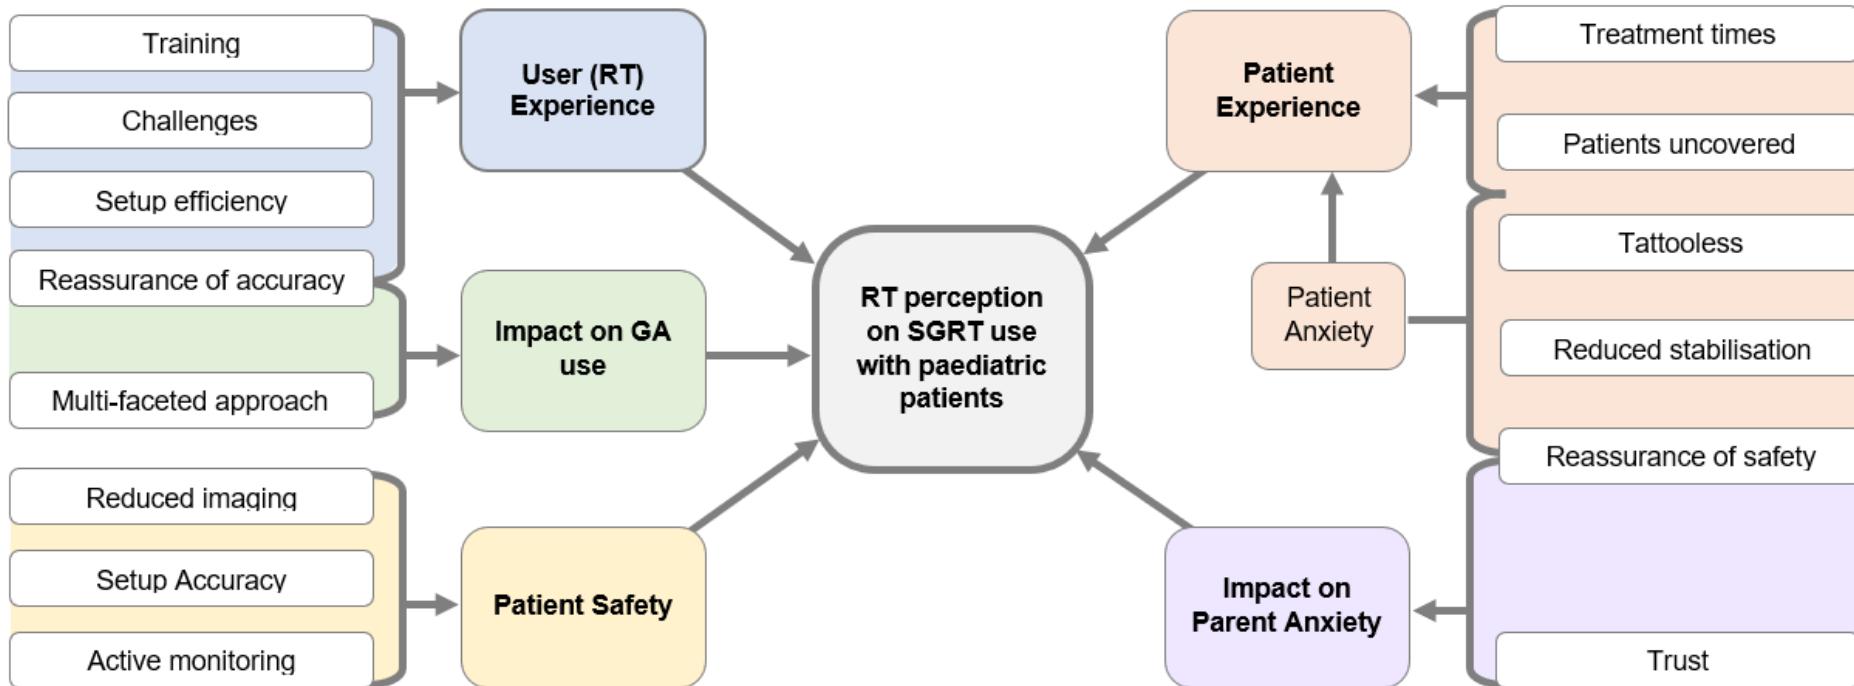 Training
Challenges
Setup efficiency
Reassurance of accuracy
Multi-faceted approach
Reduced imaging
Setup Accuracy
Active monitoring
User (RT)
Experience
Impact on GA
use
Patient Safety
RT perception
on SGRT use
with paediatric
patients
Patient
Experience
Patient
Anxiety
Impact on
Parent Anxiety
Treatment times
Patients uncovered
Tattooless
Reduced stabilisation
Reassurance of safety
Trust